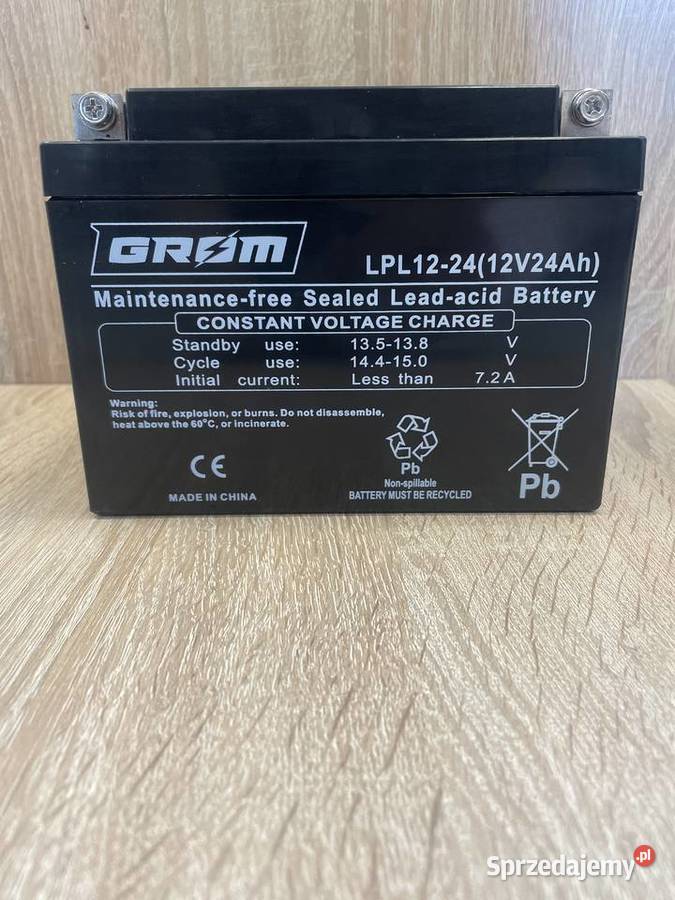 GROM
LPL12-24(12V24Ah)
Maintenance-free Sealed Lead-acid Battery
CONSTANT VOLTAGE CHARGE
Standby use: 13.5-13.8 V
Cycle use: 14.4-15.0 V
Initial current: Less than 7.2 A
Warning:
Risk of fire, explosion, or burns. Do not disassemble,
heat above the 60°C, or incinerate.
CE
MADE IN CHINA
Pb
Non-spillable
BATTERY MUST BE RECYCLED
Pb
Sprzedajemy.pl